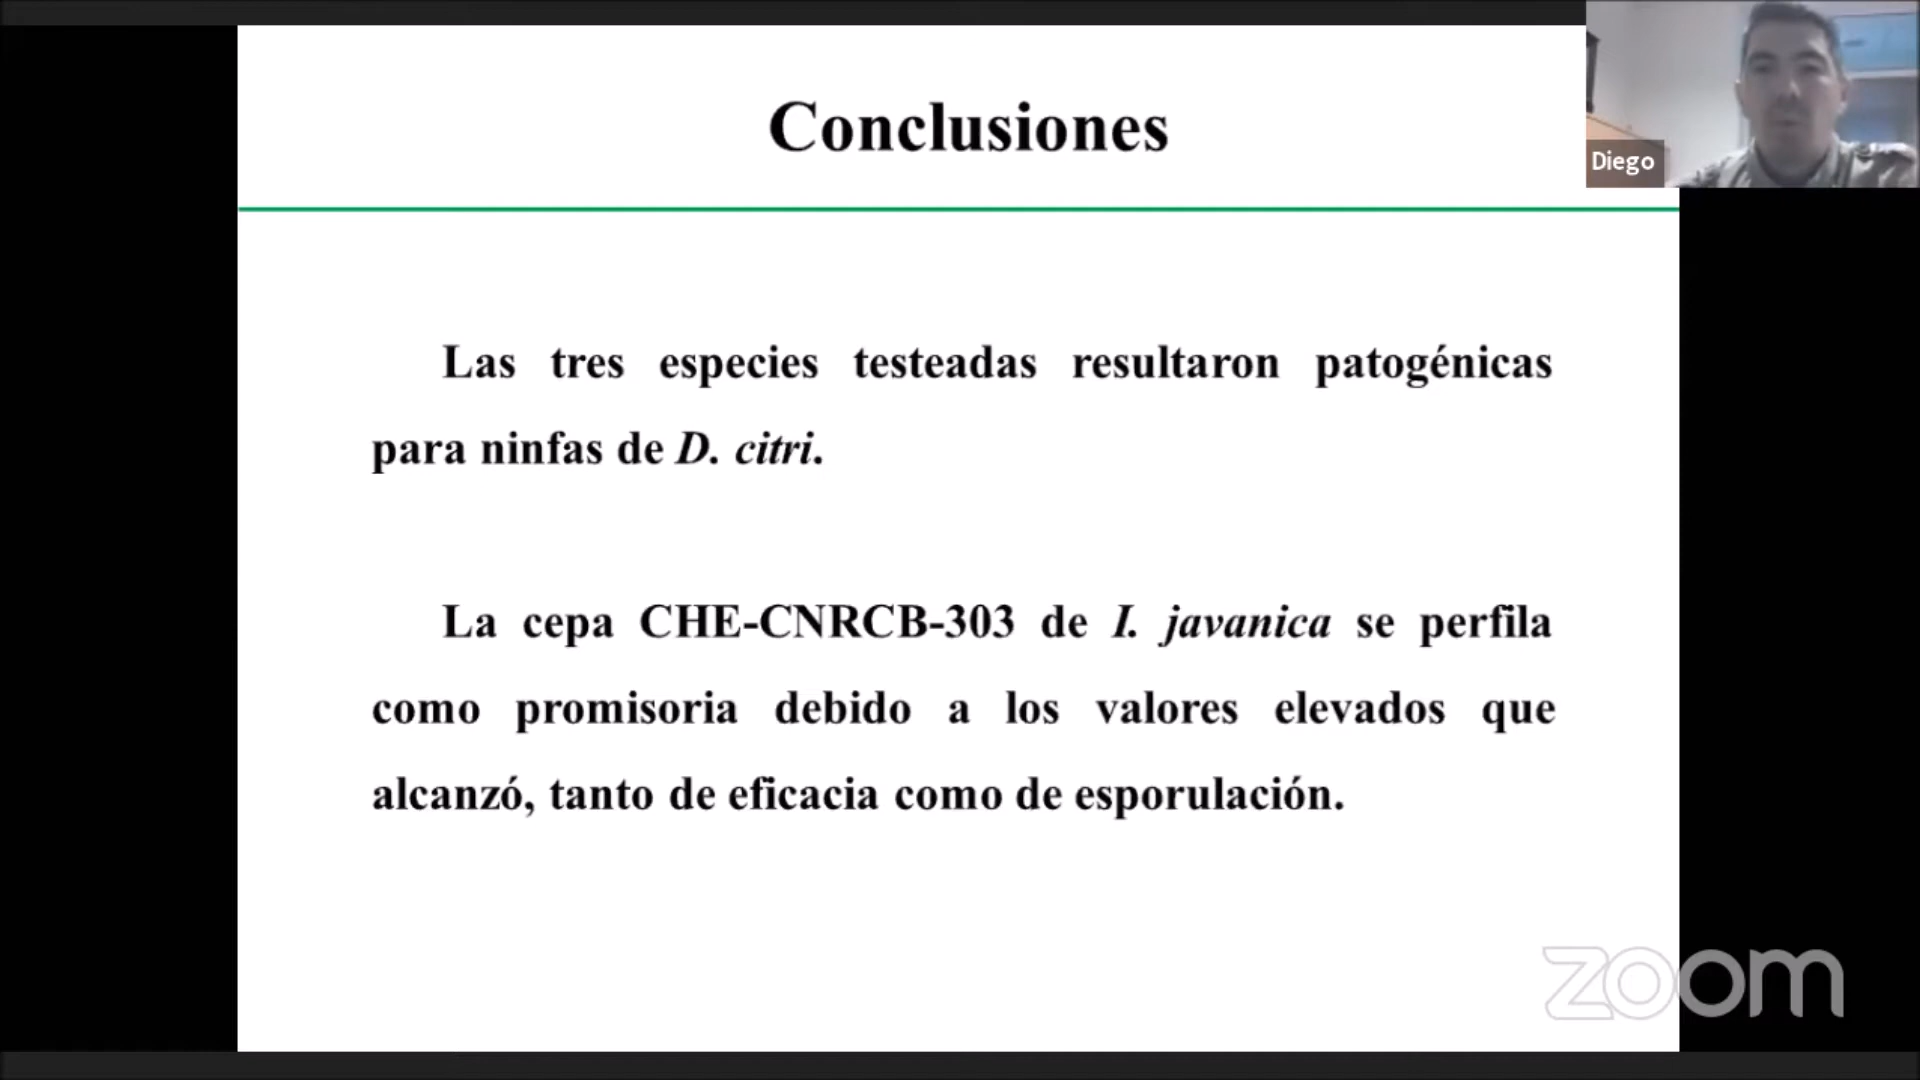 Conclusiones
Diego
Las tres especies testeadas resultaron patogénicas
para ninfas de D. citri.
La cepa CHE-CNRCB-303 de I. javanica se perfila
como promisoria debido a los valores elevados que
alcanzó, tanto de eficacia como de esporulación.
zoom